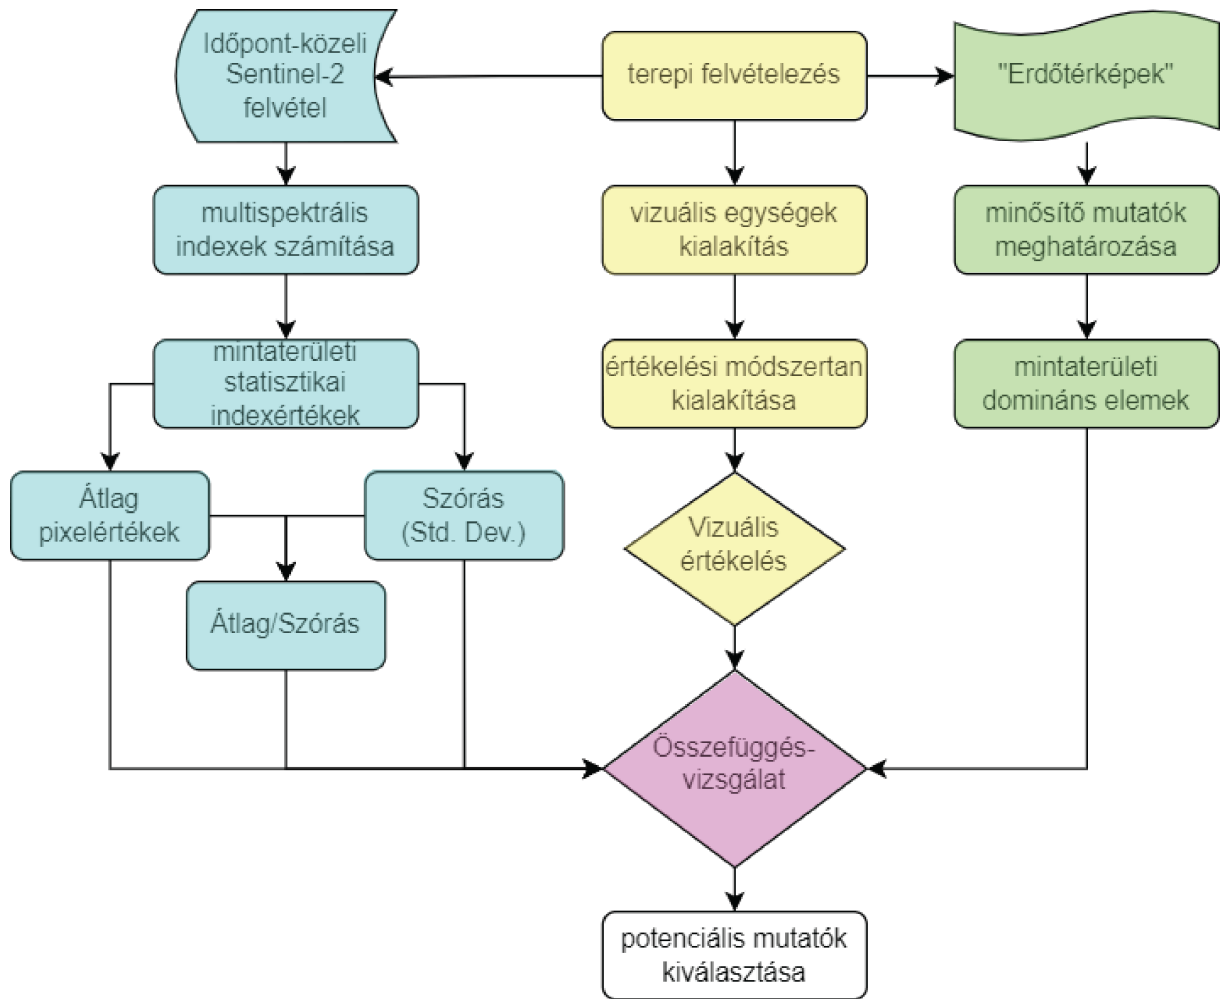 Időpont-közeli
Sentinel-2
felvétel
terepi felvételezés
"Erdőtérképek"
multispektrális
indexek számítása
vizuális egységek
kialakítás
minősítő mutatók
meghatározása
mintaterületi
statisztikai
indexértékek
értékelési módszertan
kialakítása
mintaterületi
domináns elemek
Átlag
pixelértékek
Szórás
(Std. Dev.)
Vizuális
értékelés
Átlag/Szórás
Összefüggés-
vizsgálat
potenciális mutatók
kiválasztása